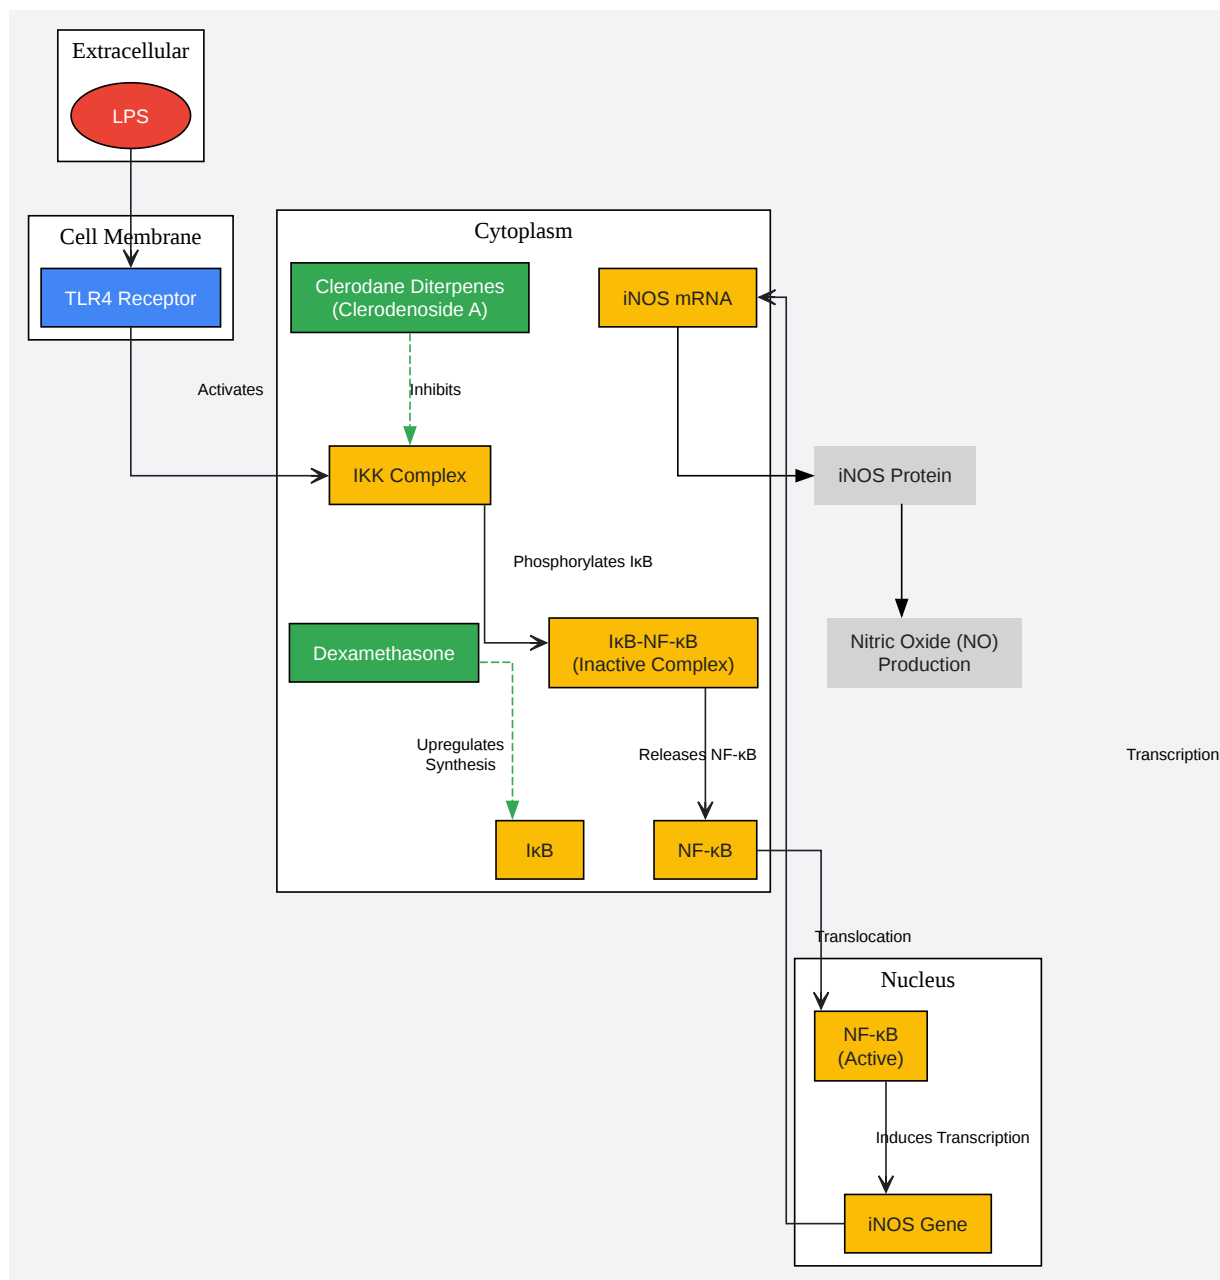 Extracellular
LPS
Cell Membrane
TLR4 Receptor
Activates
Cytoplasm
Clerodane Diterpenes
(Clerodenoside A)
iNOS mRNA
Inhibits
IKK Complex
iNOS Protein
Phosphorylates IκB
Dexamethasone
IκB-NF-κB
(Inactive Complex)
Nitric Oxide (NO)
Production
Upregulates
Synthesis
Releases NF-κB
Transcription
IκB
NF-κB
Translocation
Nucleus
NF-κB
(Active)
Induces Transcription
iNOS Gene